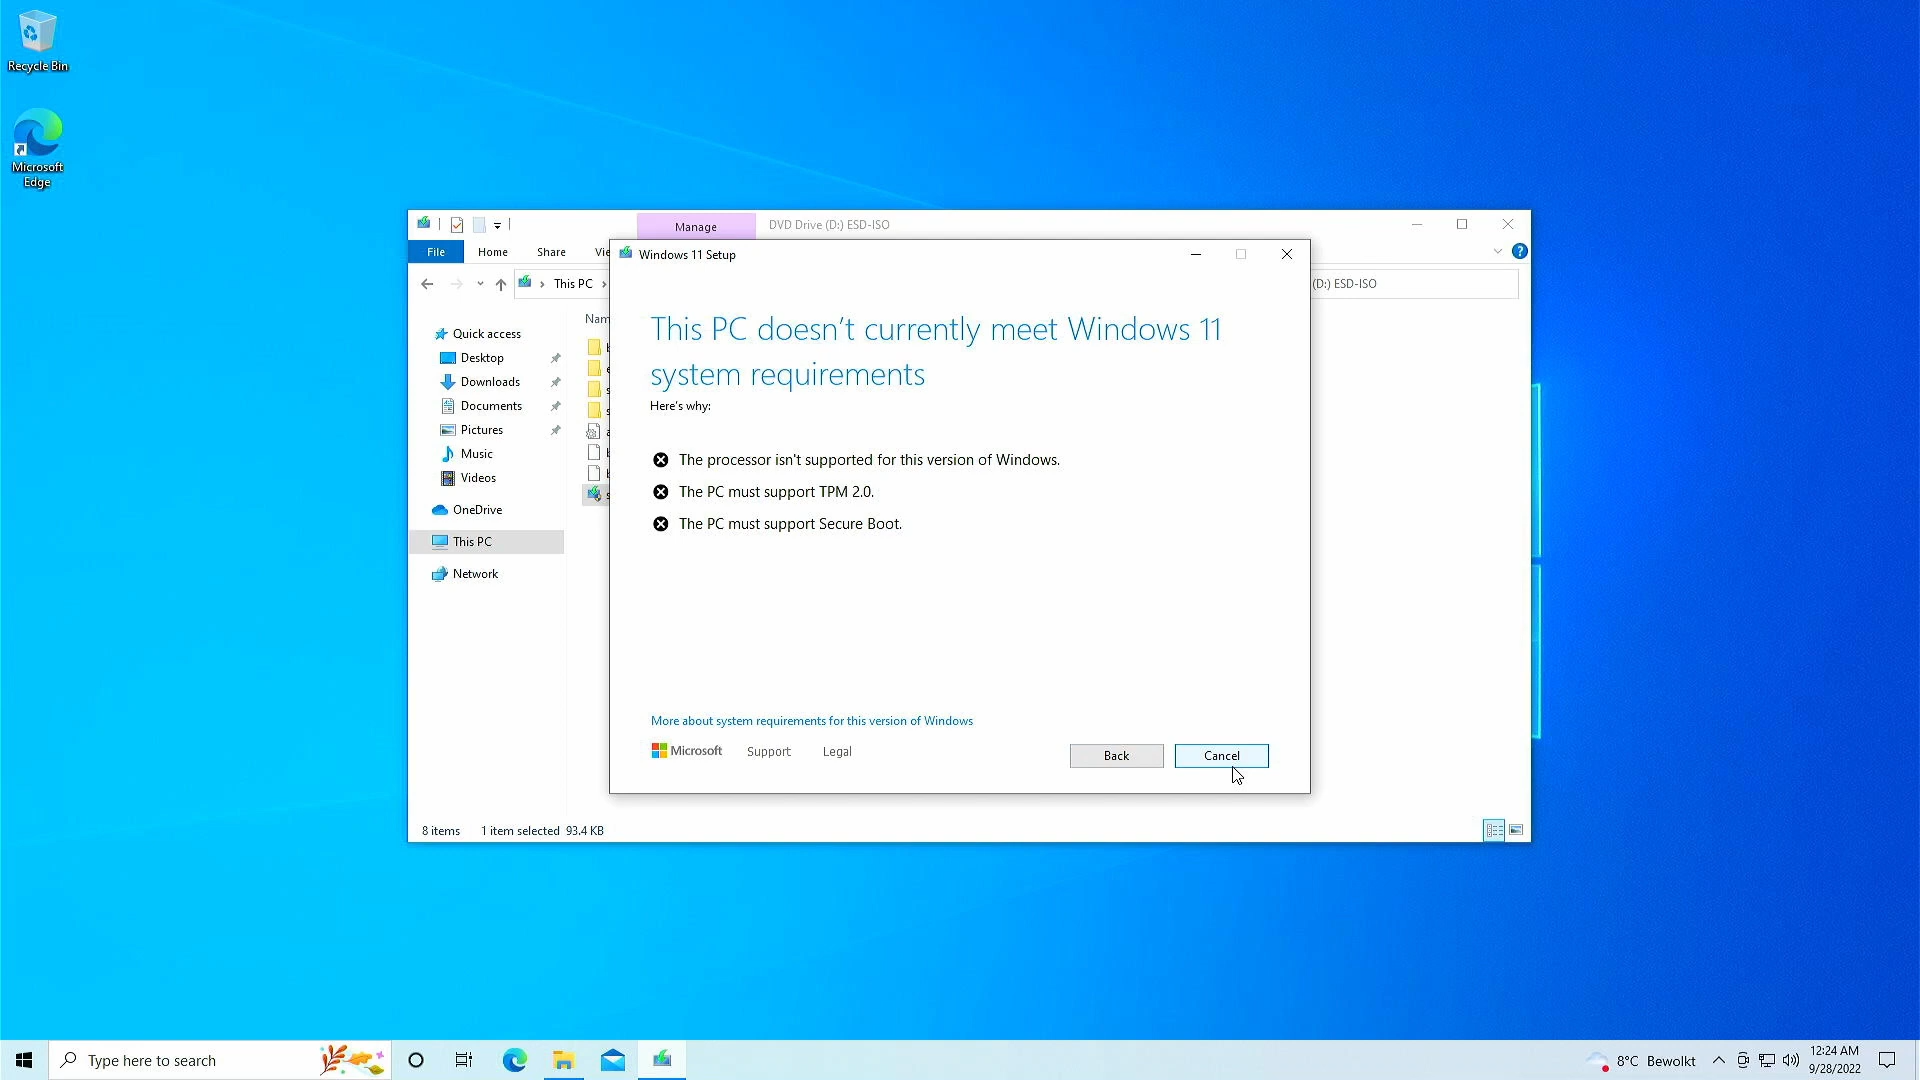 Recycle Bin
Microsoft
Edge
Manage
DVD Drive (D:) ESD-ISO
File
Home
Share
Windows 11 Setup
This PC
(D:) ESD-ISO
Quick access
Desktop
Downloads
Documents
Pictures
Music
Videos
OneDrive
This PC
Network
This PC doesn't currently meet Windows 11
system requirements
Here's why:
The processor isn't supported for this version of Windows.
The PC must support TPM 2.0.
The PC must support Secure Boot.
More about system requirements for this version of Windows
Microsoft
Support
Legal
Back
Cancel
8 items
1 item selected 93.4 KB
Type here to search
8°C Bewolkt
12:24 AM
9/28/2022